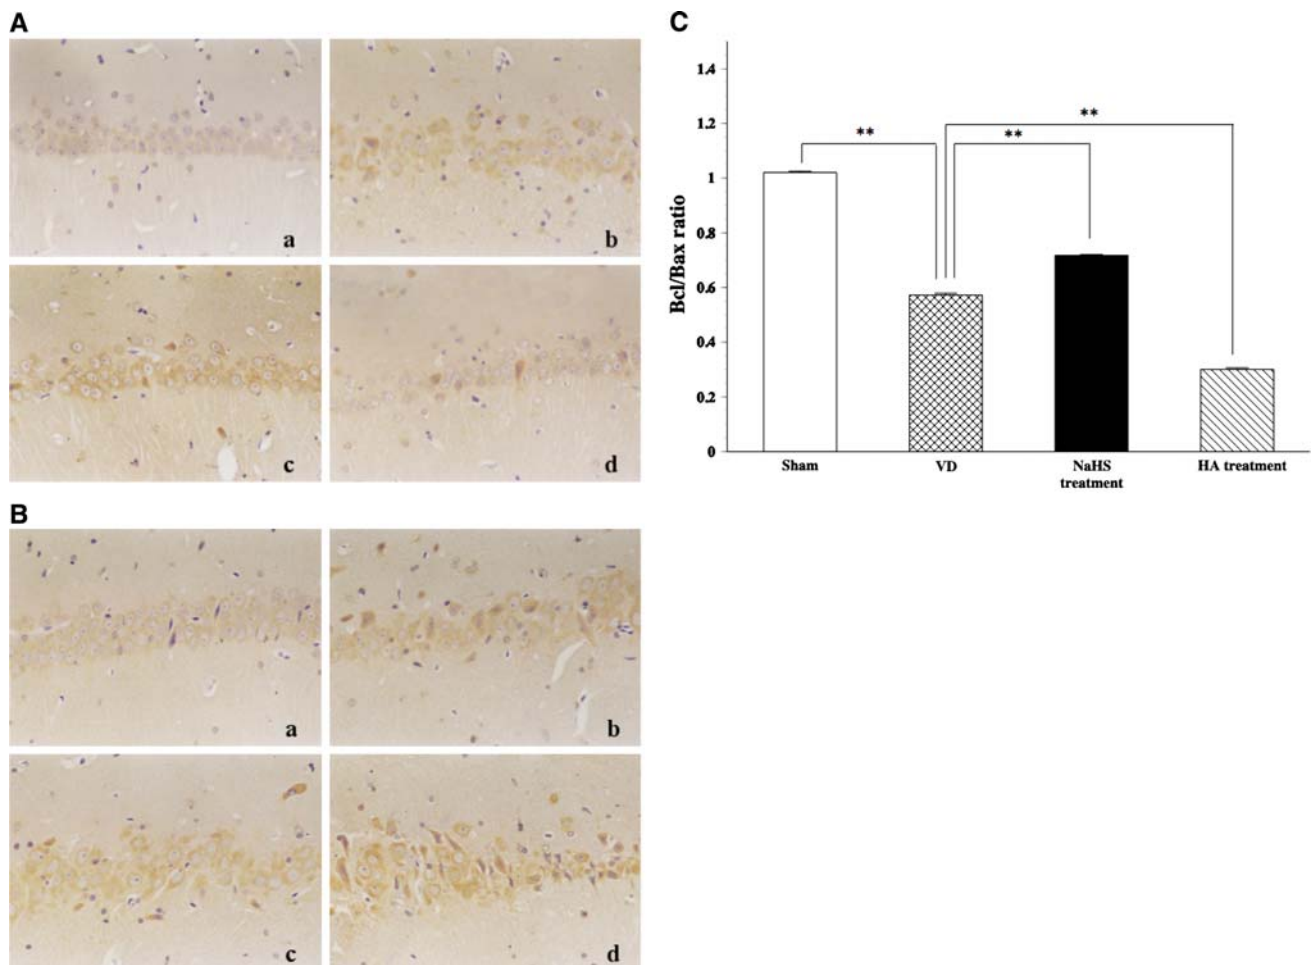 A
a
b
c
d
B
a
b
c
d
C
Bcl/Bax ratio
1.4
1.2
1
0.8
0.6
0.4
0.2
0
**
**
**
Sham
VD
NaHS
treatment
HA treatment